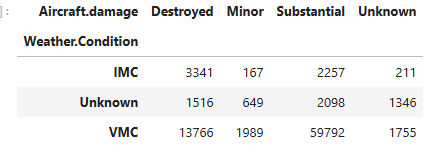 ]: Aircraft.damage Destroyed Minor Substantial Unknown
Weather.Condition
IMC 3341 167 2257 211
Unknown 1516 649 2098 1346
VMC 13766 1989 59792 1755